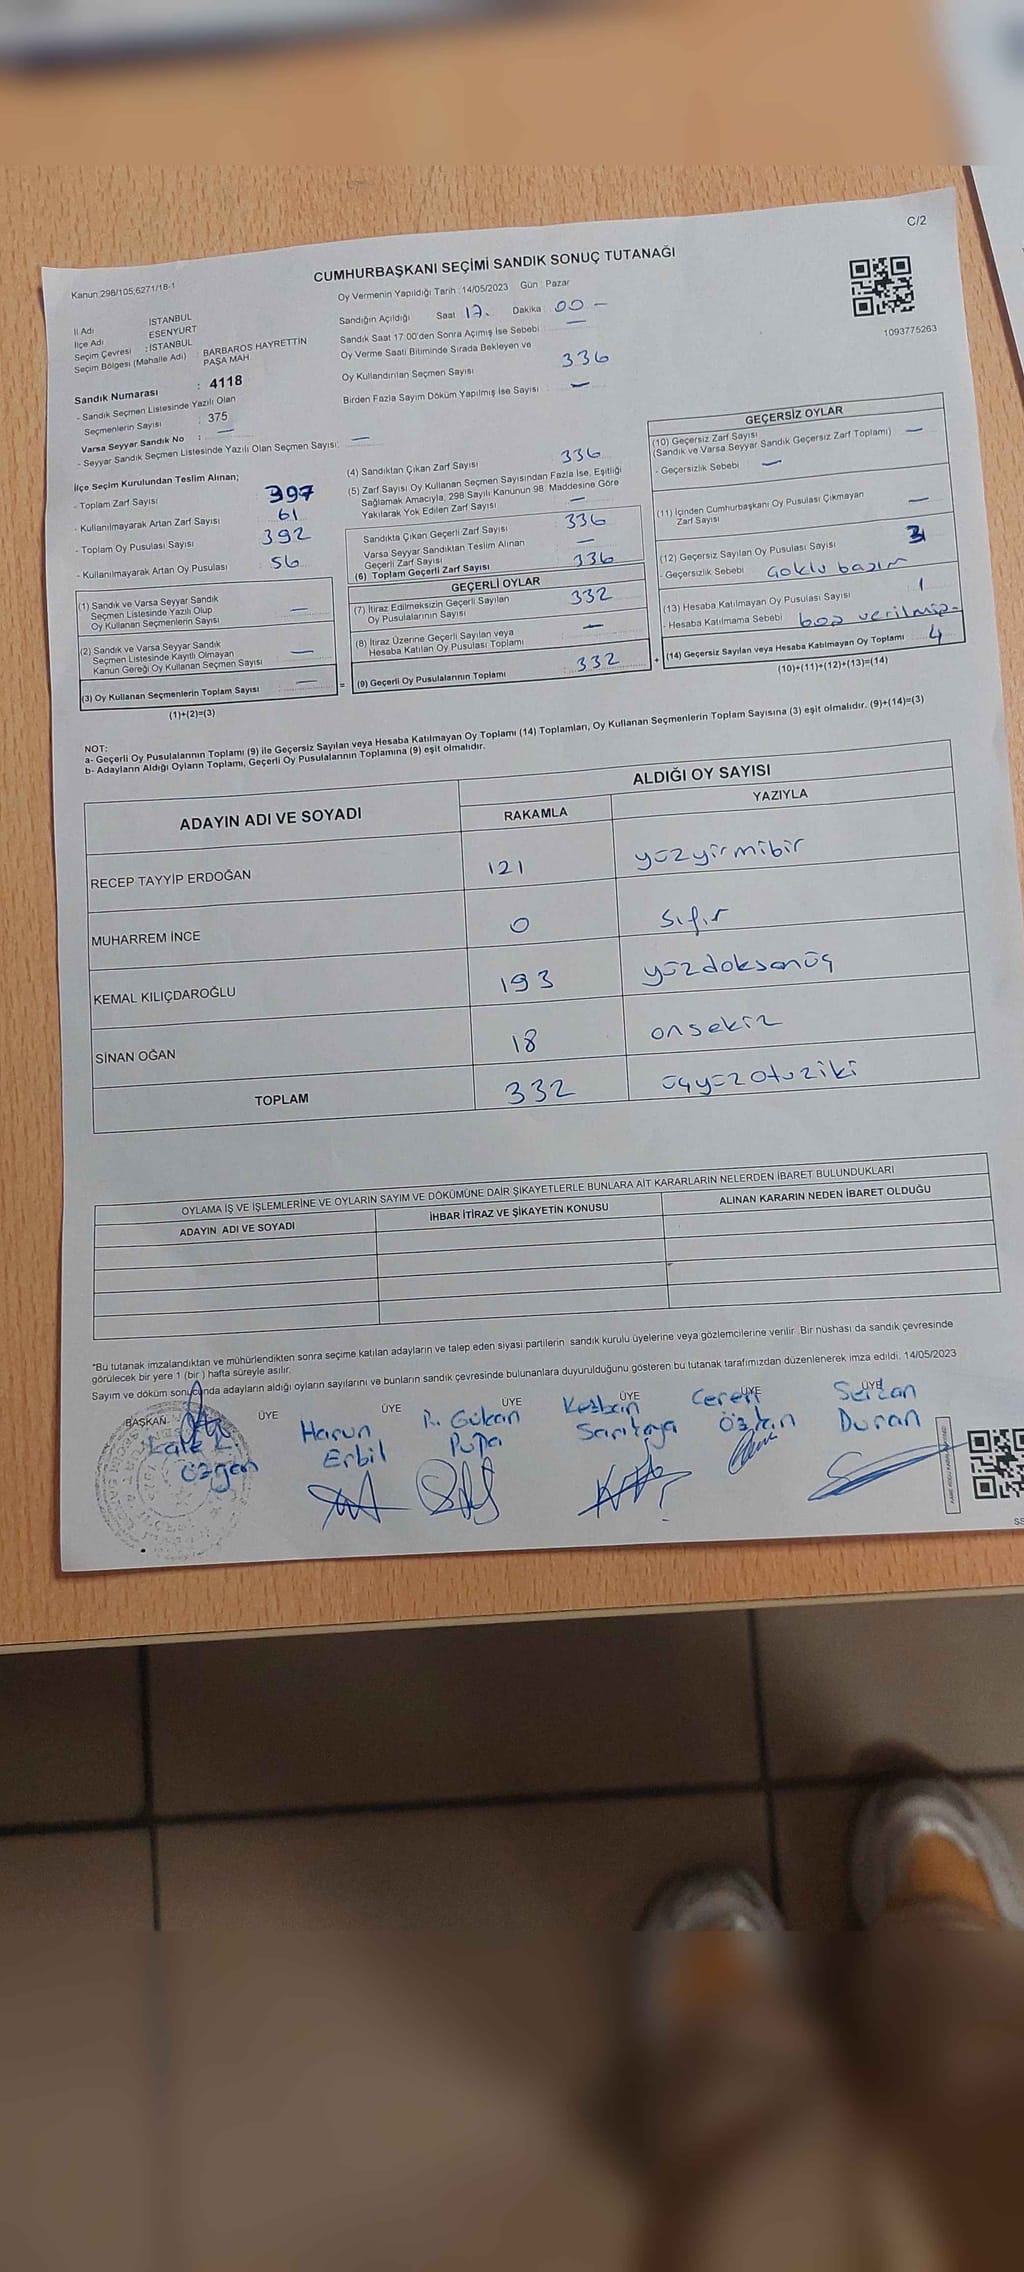 C/2
CUMHURBAŞKANI SEÇİMİ SANDIK SONUÇ TUTANAĞI
Kanun:298/105,6271/18-1
Oy Vermenin Yapıldığı Tarih : 14/05/2023 Gün : Pazar
1093775263
İl Adı İSTANBUL
İlçe Adı ESENYURT
Seçim Çevresi : İSTANBUL
Seçim Bölgesi (Mahalle Adı) : BARBAROS HAYRETTİN
PAŞA MAH
Sandık Numarası : 4118
- Sandık Seçmen Listesinde Yazılı Olan
Seçmenlerin Sayısı : 375
Varsa Seyyar Sandık No : —
- Seyyar Sandık Seçmen Listesinde Yazılı Olan Seçmen Sayısı: —
Sandığın Açıldığı Saat 17. Dakika 00 —
Sandık Saat 17:00'den Sonra Açımış İse Sebebi —
Oy Verme Saati Bitiminde Sırada Bekleyen ve
Oy Kullandırılan Seçmen Sayısı 336
Birden Fazla Sayım Döküm Yapılmış İse Sayısı : —
İlçe Seçim Kurulundan Teslim Alınan;
- Toplam Zarf Sayısı 397
- Kullanılmayarak Artan Zarf Sayısı 61
- Toplam Oy Pusulası Sayısı 392
- Kullanılmayarak Artan Oy Pusulası 56
(1) Sandık ve Varsa Seyyar Sandık
Seçmen Listesinde Yazılı Olup
Oy Kullanan Seçmenlerin Sayısı —
(2) Sandık ve Varsa Seyyar Sandık
Seçmen Listesinde Kayıtlı Olmayan
Kanun Gereği Oy Kullanan Seçmen Sayısı —
(3) Oy Kullanan Seçmenlerin Toplam Sayısı —
(1)+(2)=(3)
(4) Sandıktan Çıkan Zarf Sayısı 336
(5) Zarf Sayısı Oy Kullanan Seçmen Sayısından Fazla İse, Eşitliği
Sağlamak Amacıyla, 298 Sayılı Kanunun 98. Maddesine Göre
Yakılarak Yok Edilen Zarf Sayısı —
Sandıkta Çıkan Geçerli Zarf Sayısı 336
Varsa Seyyar Sandıktan Teslim Alınan
Geçerli Zarf Sayısı —
(6) Toplam Geçerli Zarf Sayısı 336
GEÇERLİ OYLAR
(7) İtiraz Edilmeksizin Geçerli Sayılan
Oy Pusulalarının Sayısı 332
(8) İtiraz Üzerine Geçerli Sayılan veya
Hesaba Katılan Oy Pusulası Toplamı —
= (9) Geçerli Oy Pusulalarının Toplamı : 332
GEÇERSİZ OYLAR
(10) Geçersiz Zarf Sayısı
(Sandık ve Varsa Seyyar Sandık Geçersiz Zarf Toplamı) —
- Geçersizlik Sebebi —
(11) İçinden Cumhurbaşkanı Oy Pusulası Çıkmayan
Zarf Sayısı —
(12) Geçersiz Sayılan Oy Pusulası Sayısı 3
- Geçersizlik Sebebi çoklu basım
(13) Hesaba Katılmayan Oy Pusulası Sayısı 1
- Hesaba Katılmama Sebebi boş verilmiş-
+ (14) Geçersiz Sayılan veya Hesaba Katılmayan Oy Toplamı 4
(10)+(11)+(12)+(13)=(14)
NOT:
a- Geçerli Oy Pusulalarının Toplamı (9) ile Geçersiz Sayılan veya Hesaba Katılmayan Oy Toplamı (14) Toplamları, Oy Kullanan Seçmenlerin Toplam Sayısına (3) eşit olmalıdır. (9)+(14)=(3)
b- Adayların Aldığı Oyların Toplamı, Geçerli Oy Pusulalarının Toplamına (9) eşit olmalıdır.
ADAYIN ADI VE SOYADI ALDIĞI OY SAYISI
RAKAMLA YAZIYLA
RECEP TAYYİP ERDOĞAN 121 yüzyirmibir
MUHARREM İNCE 0 sıfır
KEMAL KILIÇDAROĞLU 193 yüzdoksanüç
SİNAN OĞAN 18 onsekiz
TOPLAM 332 üçyüzotuziki
OYLAMA İŞ VE İŞLEMLERİNE VE OYLARIN SAYIM VE DÖKÜMÜNE DAİR ŞİKAYETLERLE BUNLARA AİT KARARLARIN NELERDEN İBARET BULUNDUKLARI
ADAYIN ADI VE SOYADI İHBAR İTİRAZ VE ŞİKAYETİN KONUSU ALINAN KARARIN NEDEN İBARET OLDUĞU
"Bu tutanak imzalandıktan ve mühürlendikten sonra seçime katılan adayların ve talep eden siyasi partilerin sandık kurulu üyelerine veya gözlemcilerine verilir. Bir nüshası da sandık çevresinde
görülecek bir yere 1 (bir) hafta süreyle asılır.
Sayım ve döküm sonucunda adayların aldığı oyların sayılarını ve bunların sandık çevresinde bulunanlara duyurulduğunu gösteren bu tutanak tarafımızdan düzenlenerek imza edildi. 14/05/2023
BAŞKAN ÜYE ÜYE ÜYE ÜYE ÜYE
Özgen
Harun
Erbil
R. Gökan
Pupa
Kezban
Sarıkaya
Ceren
Özkan
Sercan
Duran